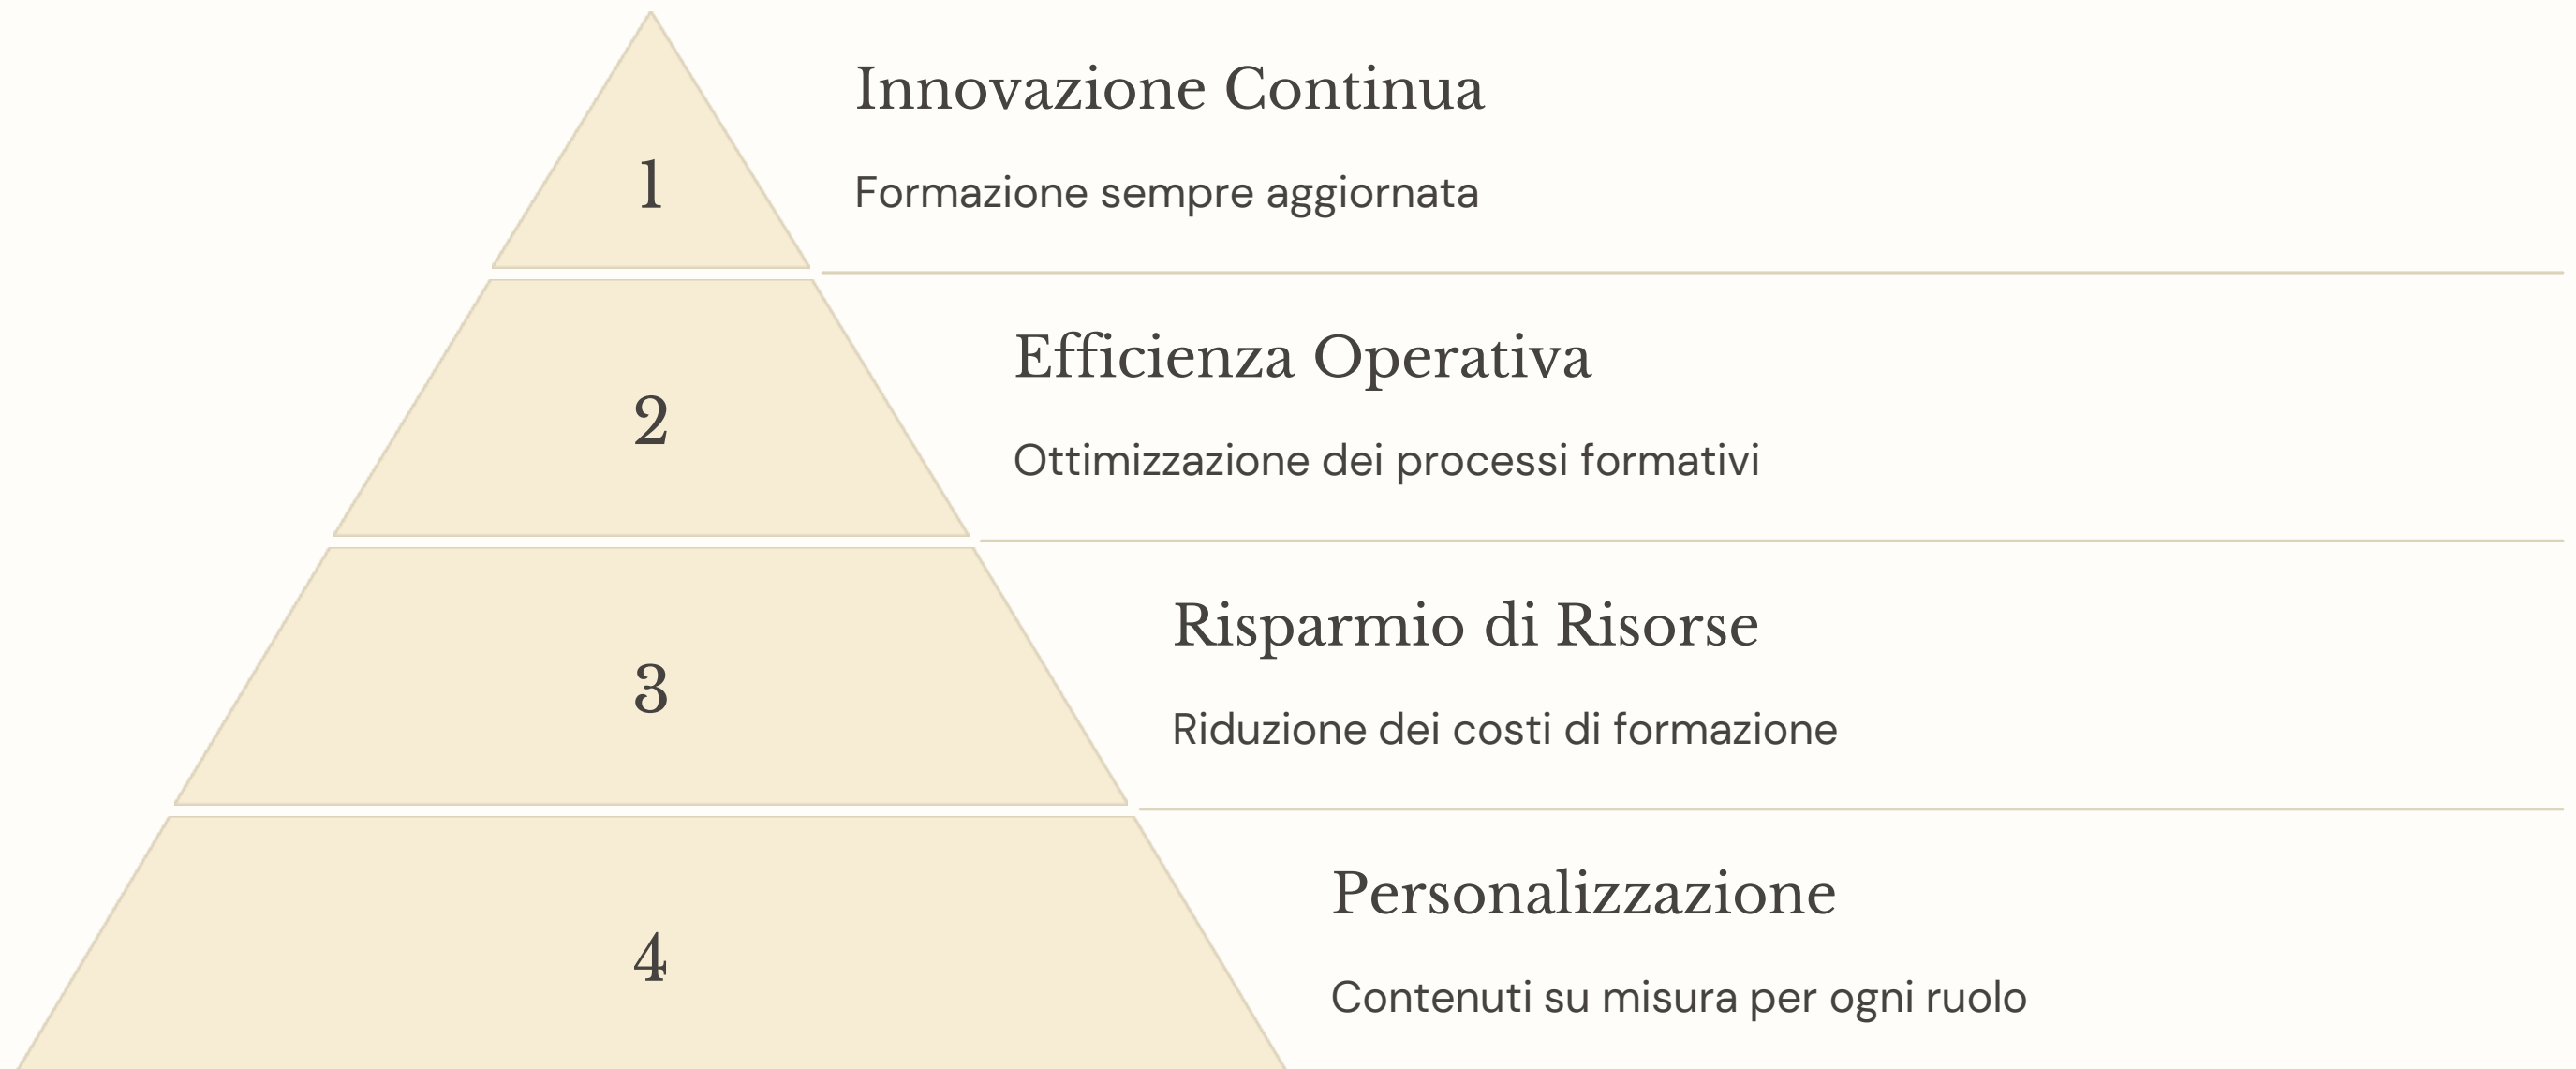 1
Innovazione Continua
Formazione sempre aggiornata
2
Efficienza Operativa
Ottimizzazione dei processi formativi
3
Risparmio di Risorse
Riduzione dei costi di formazione
4
Personalizzazione
Contenuti su misura per ogni ruolo